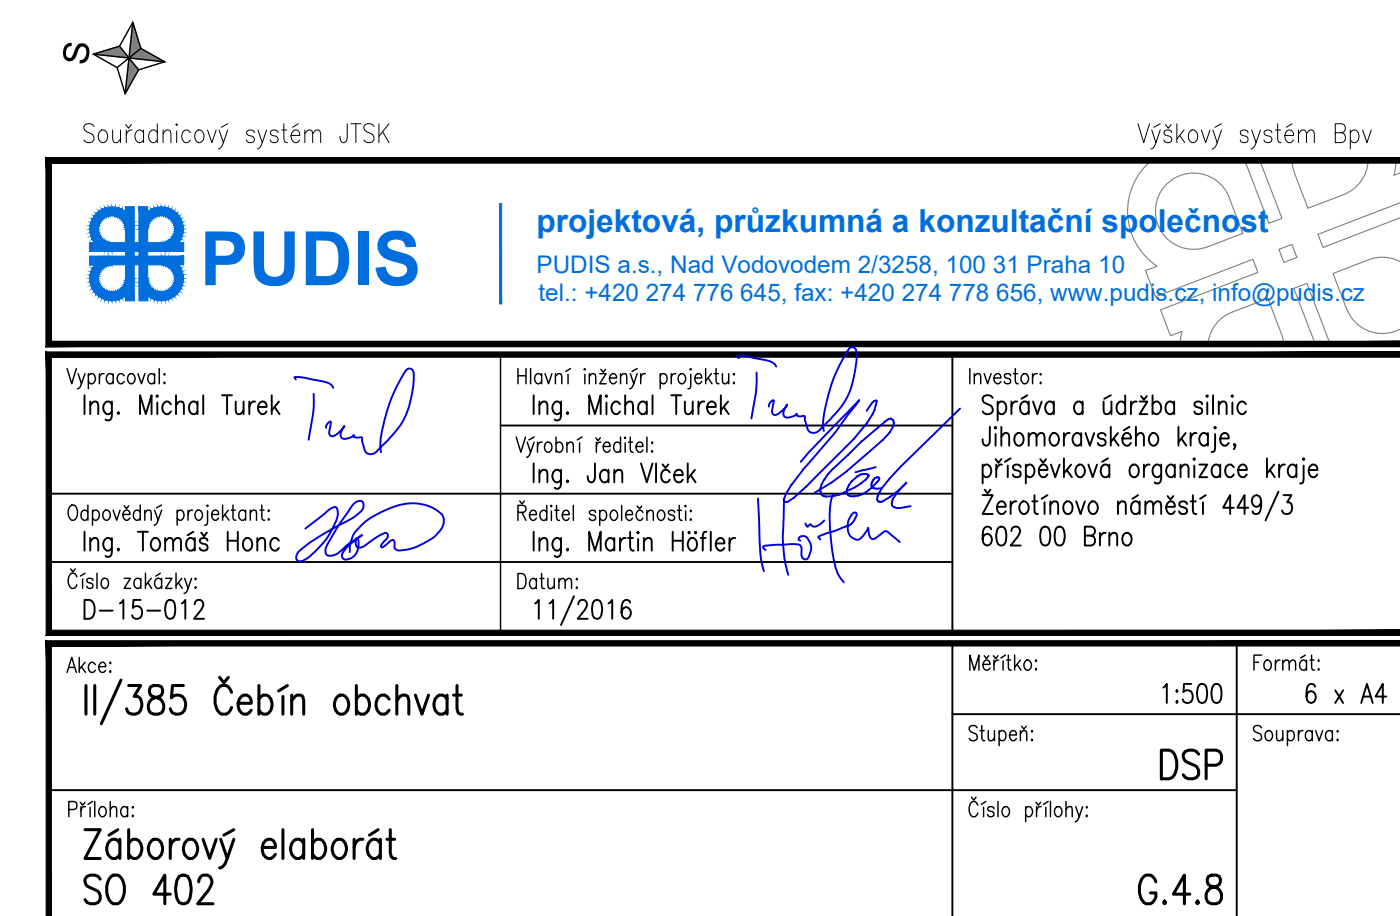 S
Souřadnicový systém JTSK
Výškový systém Bpv
PUDIS
projektová, průzkumná a konzultační společnost
PUDIS a.s., Nad Vodovodem 2/3258, 100 31 Praha 10
tel.: +420 274 776 645, fax: +420 274 778 656, www.pudis.cz, info@pudis.cz
Vypracoval:
Ing. Michal Turek
Odpovědný projektant:
Ing. Tomáš Honc
Číslo zakázky:
D-15-012
Hlavní inženýr projektu:
Ing. Michal Turek
Výrobní ředitel:
Ing. Jan Vlček
Ředitel společnosti:
Ing. Martin Höfler
Höfler
Datum:
11/2016
Investor:
Správa a údržba silnic
Jihomoravského kraje,
příspěvková organizace kraje
Žerotínovo náměstí 449/3
602 00 Brno
Akce:
II/385 Čebín obchvat
Měřítko:
1:500
Formát:
6 x A4
Stupeň:
DSP
Souprava:
Příloha:
Záborový elaborát
SO 402
Číslo přílohy:
G.4.8